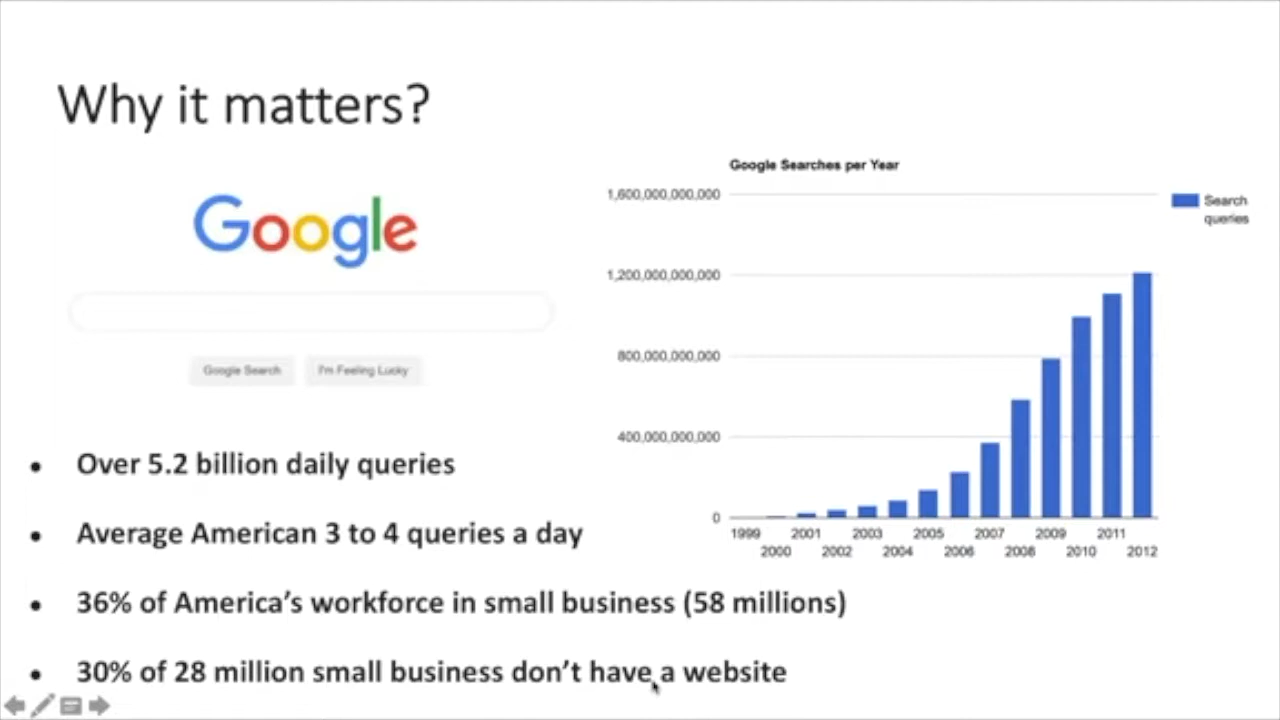 Why it matters?
Google
Google Search
I'm Feeling Lucky
Google Searches per Year
1,600,000,000,000
1,200,000,000,000
800,000,000,000
400,000,000,000
0
Search
queries
1999 2001 2003 2005 2007 2009 2011
2000 2002 2004 2006 2008 2010 2012
Over 5.2 billion daily queries
Average American 3 to 4 queries a day
36% of America’s workforce in small business (58 millions)
30% of 28 million small business don’t have a website